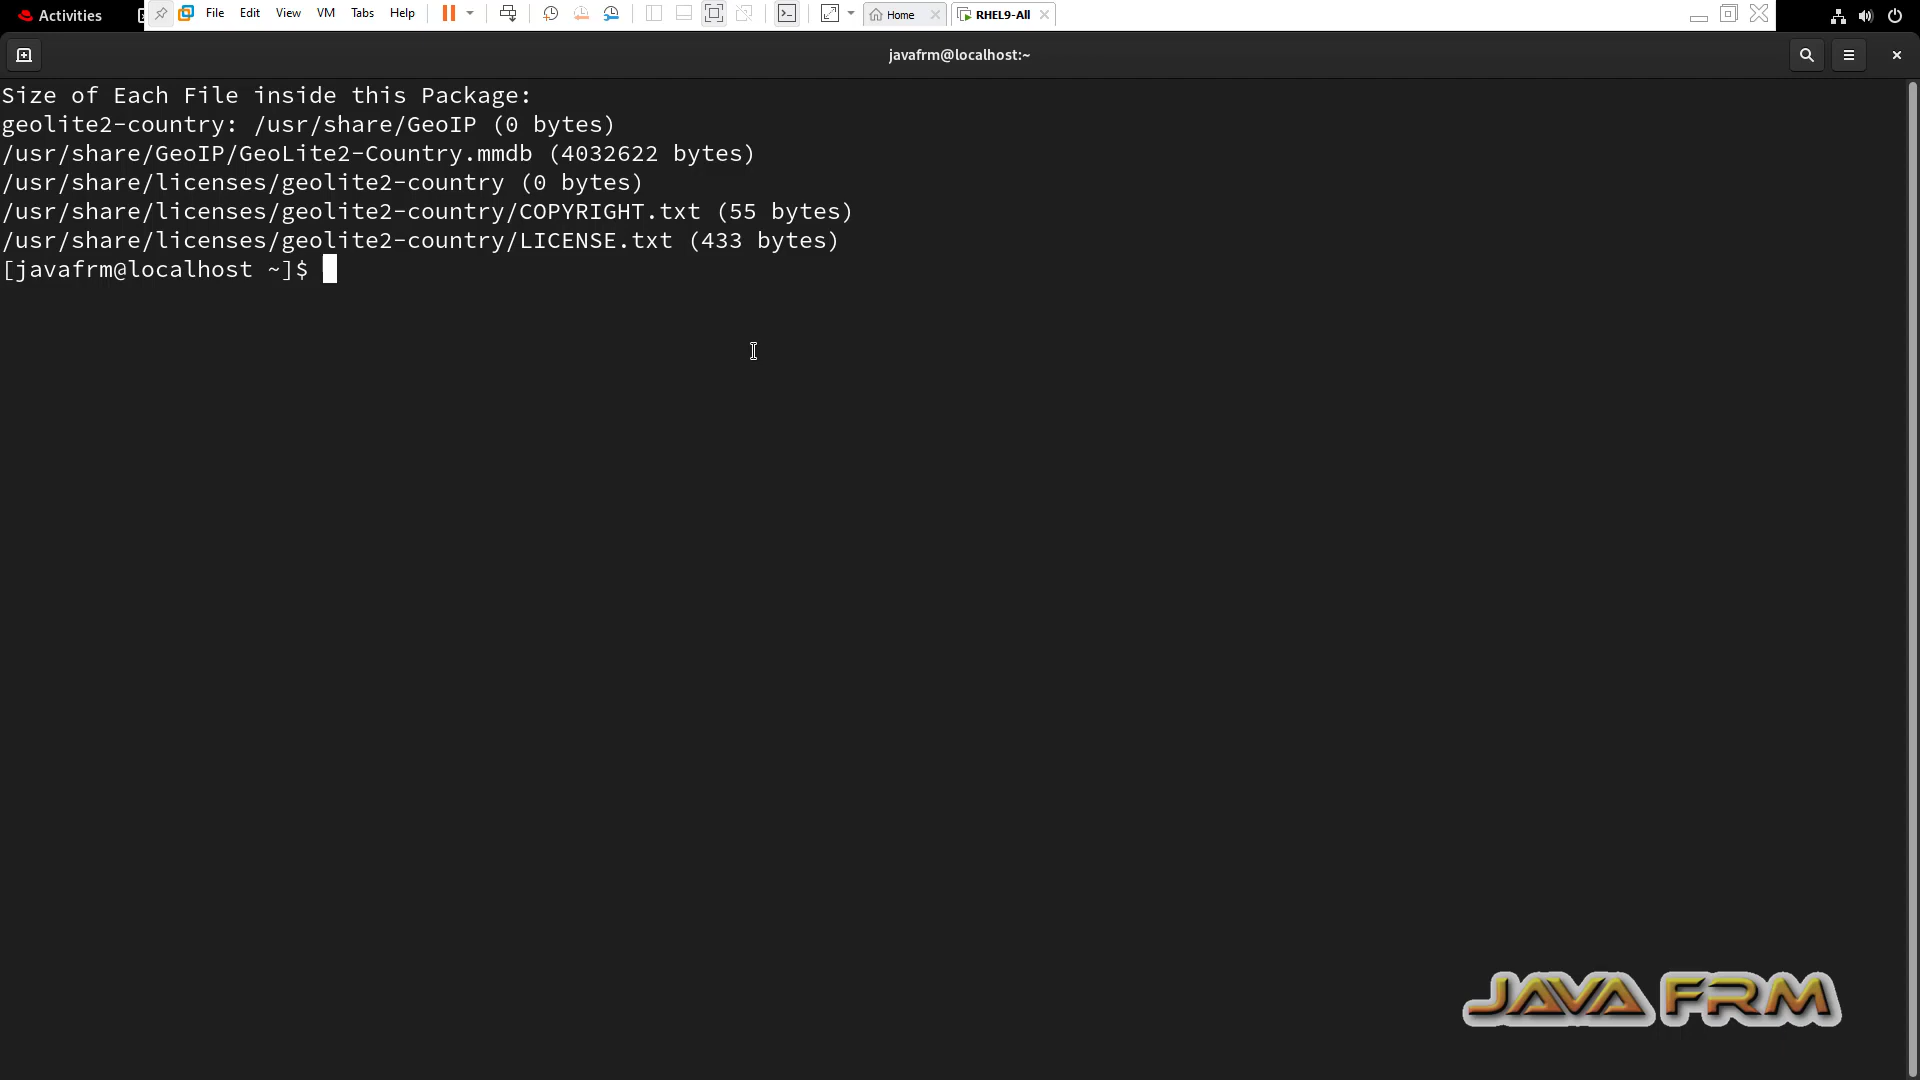 Activities
File Edit View VM Tabs Help
Home
RHEL9-All
javafrm@localhost:~
Size of Each File inside this Package:
geolite2-country: /usr/share/GeoIP (0 bytes)
/usr/share/GeoIP/GeoLite2-Country.mmdb (4032622 bytes)
/usr/share/licenses/geolite2-country (0 bytes)
/usr/share/licenses/geolite2-country/COPYRIGHT.txt (55 bytes)
/usr/share/licenses/geolite2-country/LICENSE.txt (433 bytes)
[javafrm@localhost ~]$
JAVA FRM